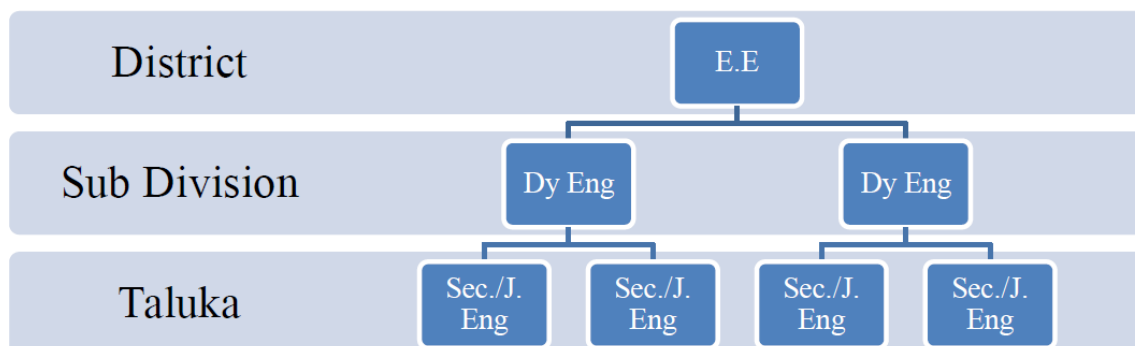 District
E.E
Sub Division
Dy Eng
Dy Eng
Taluka
Sec./J.
Eng
Sec./J.
Eng
Sec./J.
Eng
Sec./J.
Eng